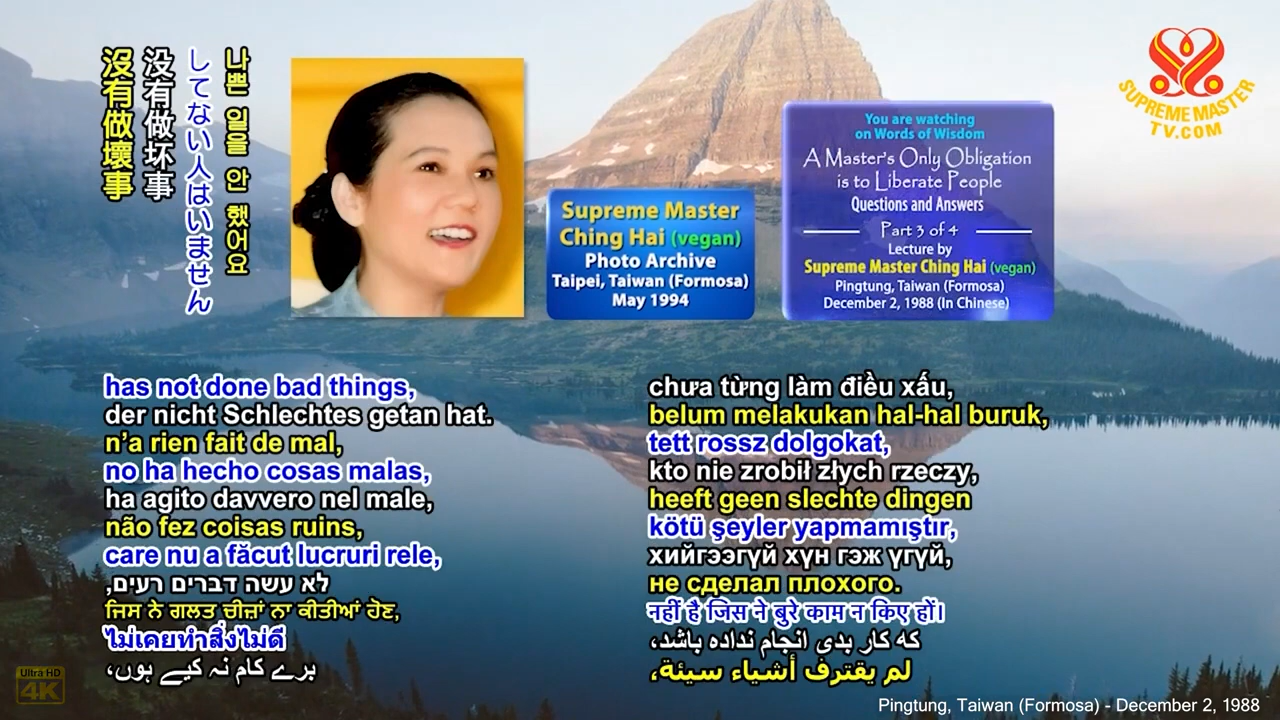 沒有做壞事
没有做坏事
してない人はいません
나쁜 일을 안 했어요
Supreme Master
Ching Hai (vegan)
Photo Archive
Taipei, Taiwan (Formosa)
May 1994
You are watching
on Words of Wisdom
A Master's Only Obligation
is to Liberate People
Questions and Answers
Part 3 of 4
Lecture by
Supreme Master Ching Hai (vegan)
Pingtung, Taiwan (Formosa)
December 2, 1988 (In Chinese)
SUPREME MASTER
TV.COM
has not done bad things,
der nicht Schlechtes getan hat.
n’a rien fait de mal,
no ha hecho cosas malas,
ha agito davvero nel male,
não fez coisas ruins,
care nu a făcut lucruri rele,
לא עשה דברים רעים,
ਜਿਸ ਨੇ ਗਲਤ ਚੀਜ਼ਾਂ ਨਾ ਕੀਤੀਆਂ ਹੋਣ,
ไม่เคยทำสิ่งไม่ดี
برے کام نہ کیے ہوں،
chưa từng làm điều xấu,
belum melakukan hal-hal buruk,
tett rossz dolgokat,
kto nie zrobił złych rzeczy,
heeft geen slechte dingen
kötü şeyler yapmamıştır,
хийгээгүй хүн гэж үгүй,
не сделал плохого.
नहीं है जिस ने बुरे काम न किए हों।
که کار بدی انجام نداده باشد،
لم يقترف أشياء سيئة،
Ultra HD
4K
Pingtung, Taiwan (Formosa) - December 2, 1988